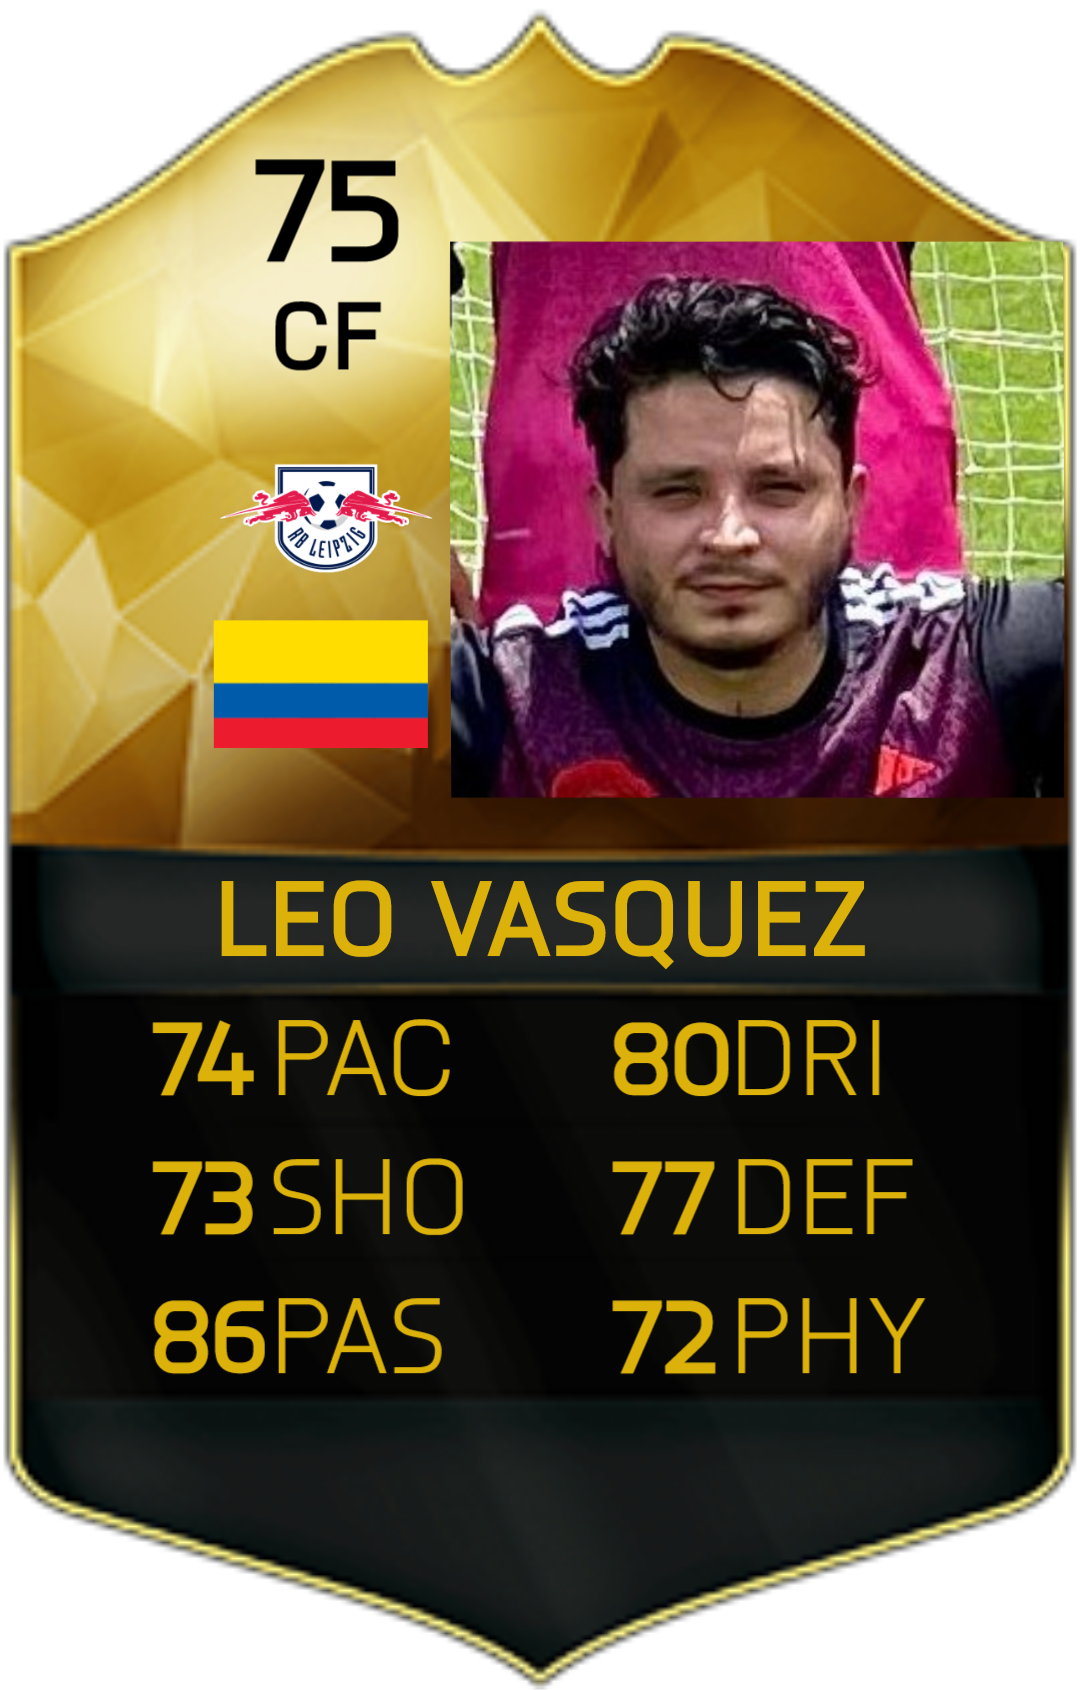 75
CF
RB LEIPZIG
LEO VASQUEZ
74 PAC
80 DRI
73 SHO
77 DEF
86 PAS
72 PHY